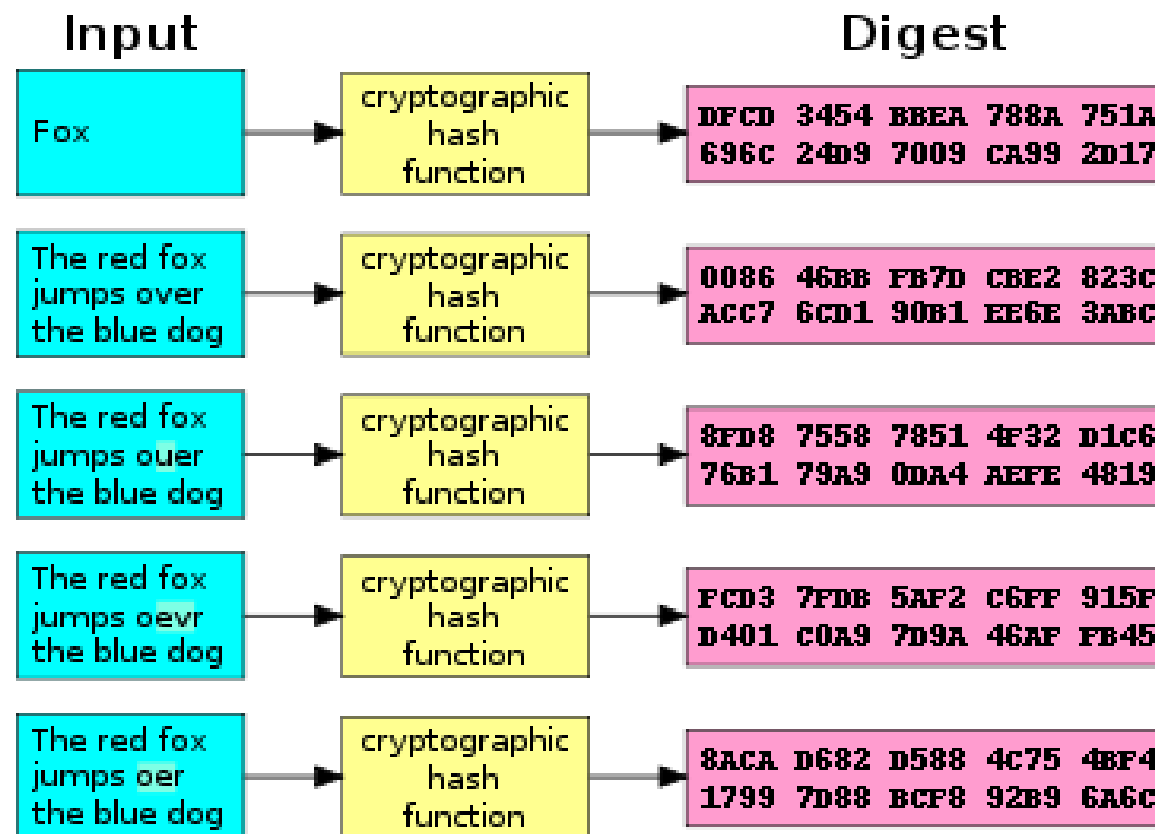 Input
Digest
Fox
cryptographic
hash
function
DFCD 3454 BBEA 788A 751A
696C 24D9 7009 CA99 2D17
The red fox
jumps over
the blue dog
cryptographic
hash
function
0086 46BB FB7D CBE2 823C
ACC7 6CD1 90B1 EE6E 3ABC
The red fox
jumps ouer
the blue dog
cryptographic
hash
function
8FD8 7558 7851 4F32 D1C6
76B1 79A9 0DA4 AEFE 4819
The red fox
jumps oevr
the blue dog
cryptographic
hash
function
FCD3 7FDB 5AF2 C6FF 915F
D401 C0A9 7D9A 46AF FB45
The red fox
jumps oer
the blue dog
cryptographic
hash
function
8ACA D682 D588 4C75 4BF4
1799 7D88 BCF8 92B9 6A6C